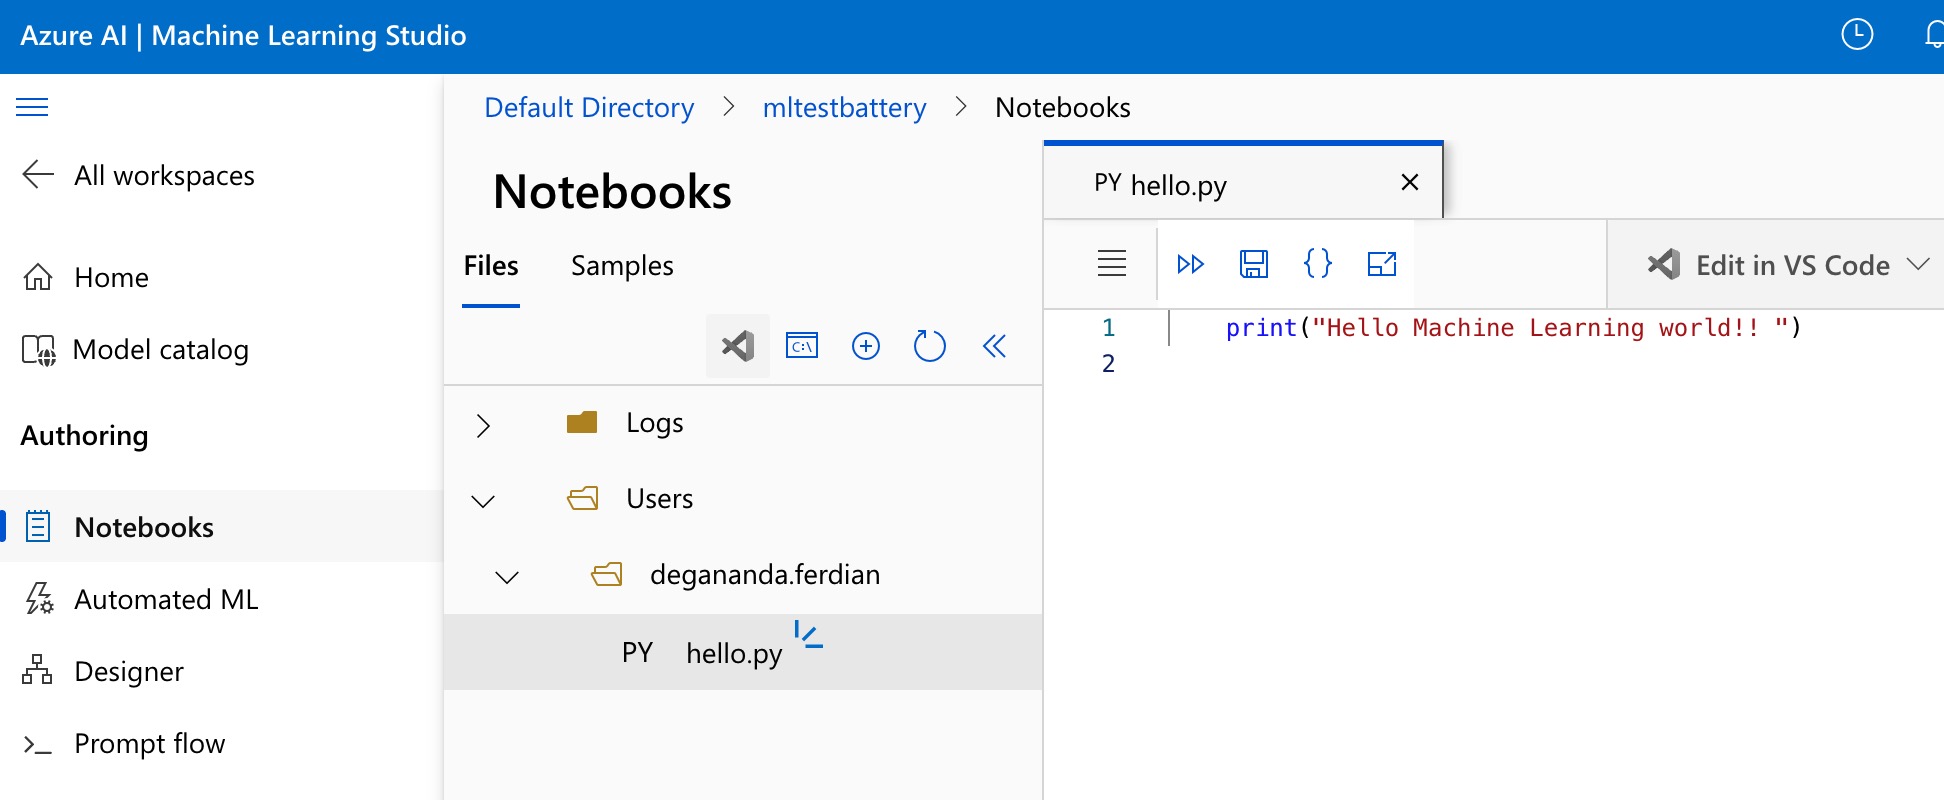 Azure AI | Machine Learning Studio
Default Directory > mltestbattery > Notebooks
All workspaces
Home
Model catalog
Authoring
Notebooks
Automated ML
Designer
Prompt flow
Notebooks
Files Samples
C:\
Logs
Users
degananda.ferdian
PY hello.py
PY hello.py
{} Edit in VS Code
1 print("Hello Machine Learning world!! ")
2